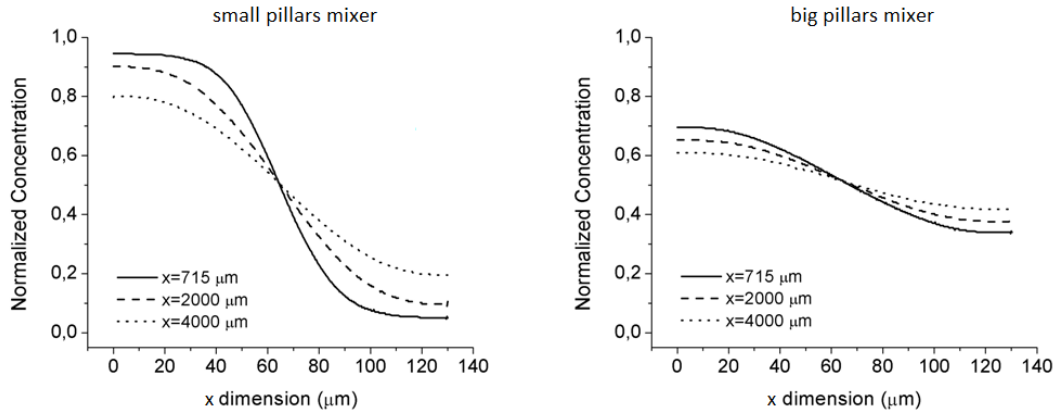 small pillars mixer
1,0
0,8
0,6
0,4
0,2
0,0
Normalized Concentration
x=715 μm
x=2000 μm
x=4000 μm
0 20 40 60 80 100 120 140
x dimension (μm)
big pillars mixer
1,0
0,8
0,6
0,4
0,2
0,0
Normalized Concentration
x=715 μm
x=2000 μm
x=4000 μm
0 20 40 60 80 100 120 140
x dimension (μm)